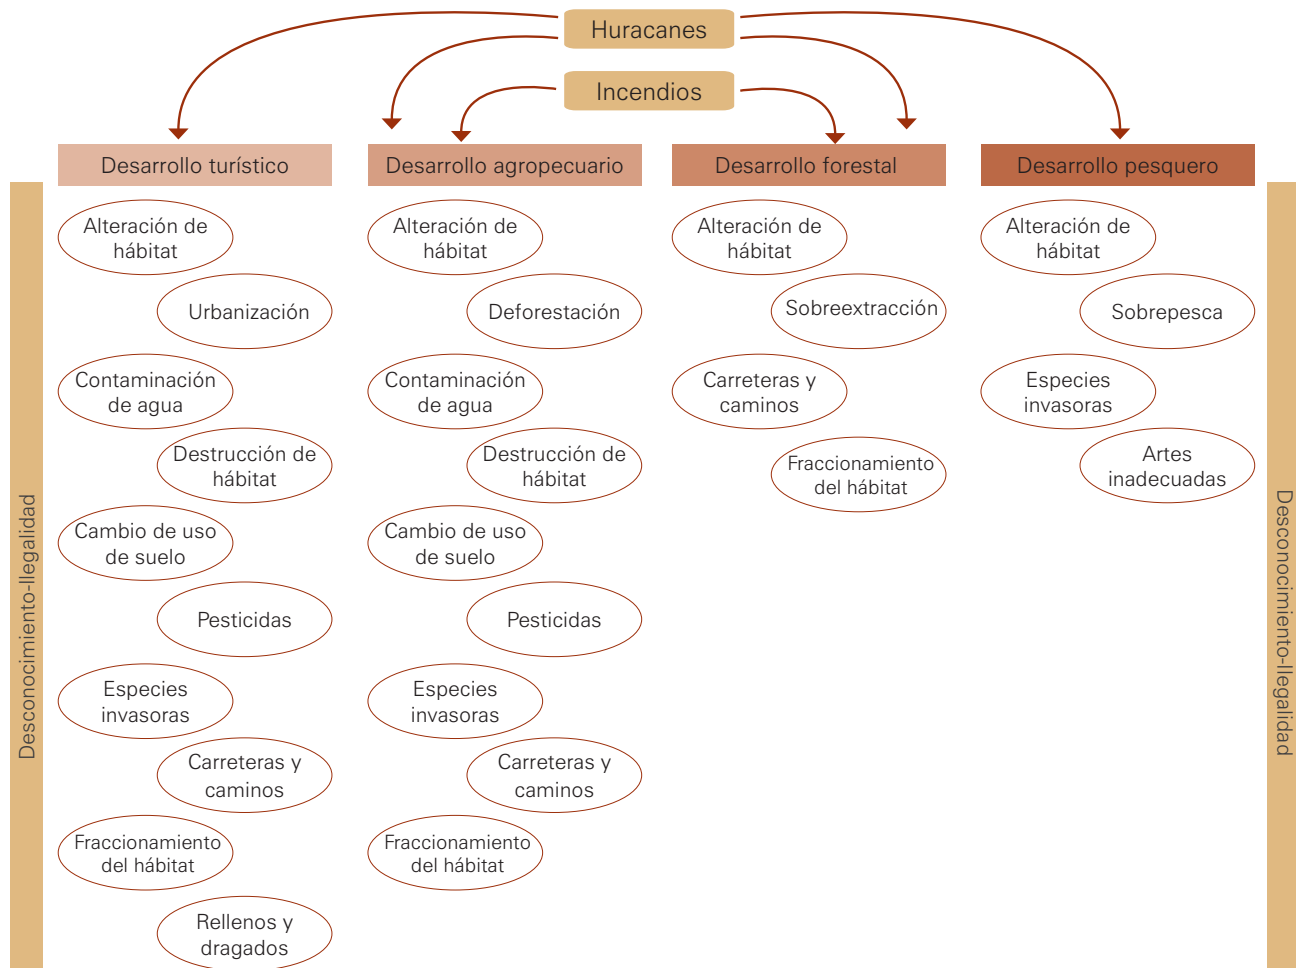 Huracanes
Incendios
Desarrollo turístico
Desarrollo agropecuario
Desarrollo forestal
Desarrollo pesquero
Desconocimiento-Ilegalidad
Alteración de
hábitat
Urbanización
Contaminación
de agua
Destrucción de
hábitat
Cambio de uso
de suelo
Pesticidas
Especies
invasoras
Carreteras y
caminos
Fraccionamiento
del hábitat
Rellenos y
dragados
Alteración de
hábitat
Deforestación
Contaminación
de agua
Destrucción de
hábitat
Cambio de uso
de suelo
Pesticidas
Especies
invasoras
Carreteras y
caminos
Fraccionamiento
del hábitat
Alteración de
hábitat
Sobreextracción
Carreteras y
caminos
Fraccionamiento
del hábitat
Alteración de
hábitat
Sobrepesca
Especies
invasoras
Artes
inadecuadas
Desconocimiento-Ilegalidad